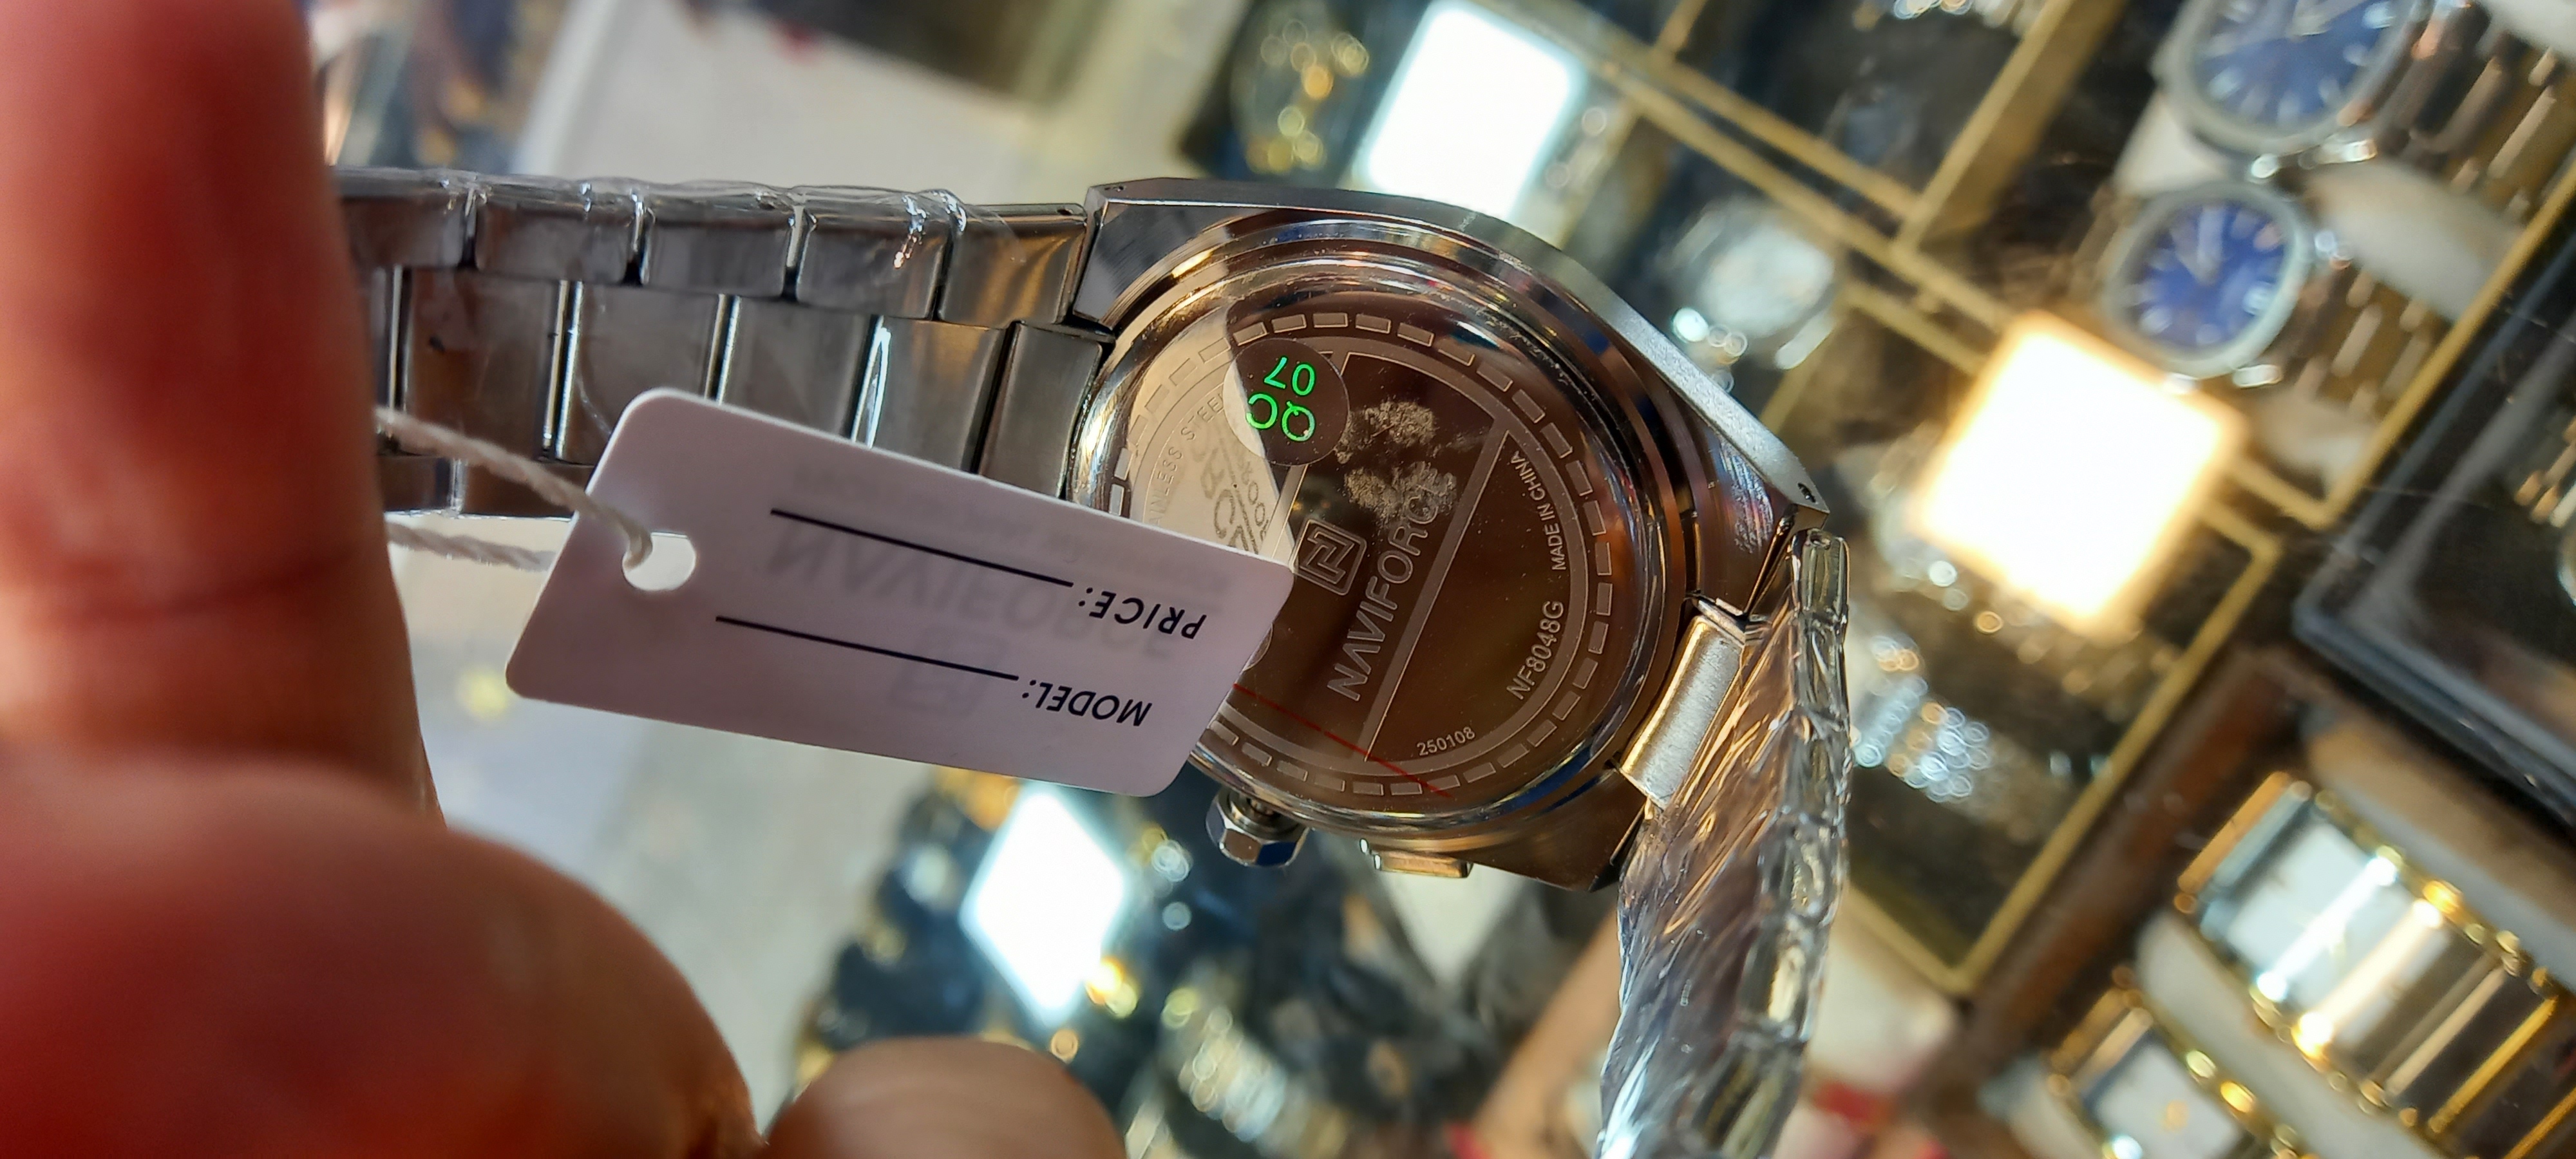 QC
07
NAVIFORCE
MADE IN CHINA
NF8048G
250108
MODEL:
PRICE: